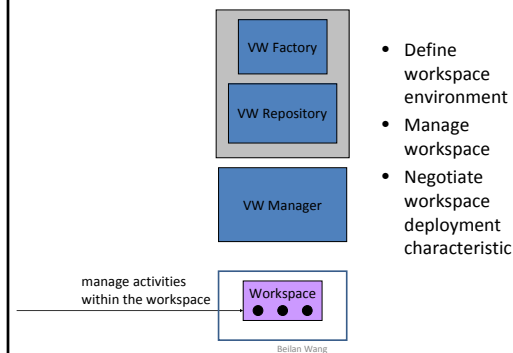 VW Factory
VW Repository
VW Manager
manage activities
within the workspace
Workspace
• Define
workspace
environment
• Manage
workspace
• Negotiate
workspace
deployment
characteristic
Beilan Wang